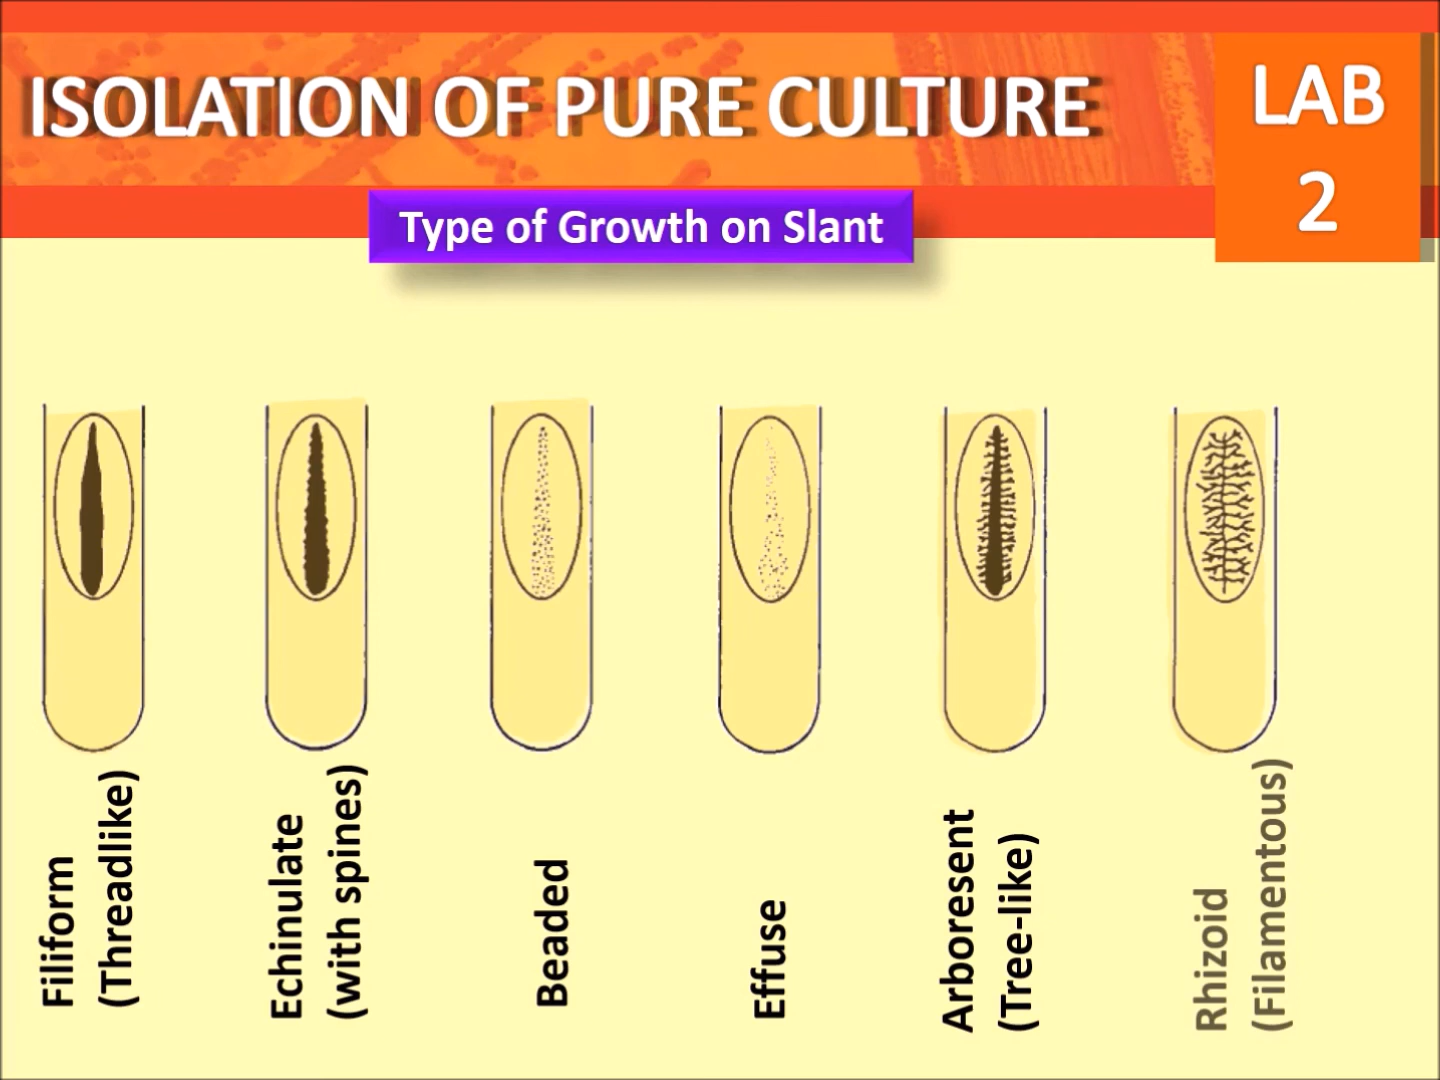 ISOLATION OF PURE CULTURE
LAB
2
Type of Growth on Slant
Filiform
(Threadlike)
Echinulate
(with spines)
Beaded
Effuse
Arboresent
(Tree-like)
Rhizoid
(Filamentous)